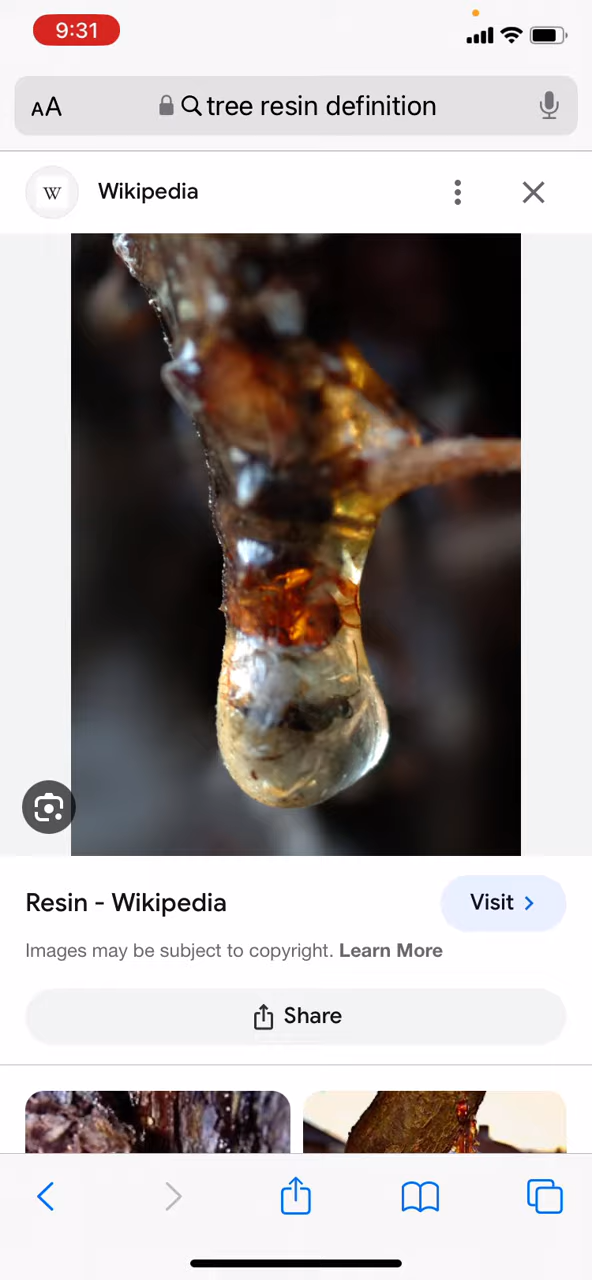 9:31
AA tree resin definition
W Wikipedia
Resin - Wikipedia
Visit
Images may be subject to copyright. Learn More
Share